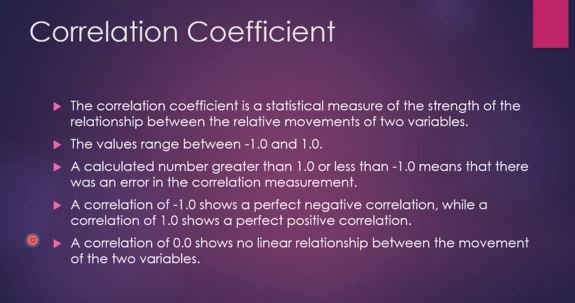 Correlation Coefficient
The correlation coefficient is a statistical measure of the strength of the
relationship between the relative movements of two variables.
The values range between -1.0 and 1.0.
A calculated number greater than 1.0 or less than -1.0 means that there
was an error in the correlation measurement.
A correlation of -1.0 shows a perfect negative correlation, while a
correlation of 1.0 shows a perfect positive correlation.
A correlation of 0.0 shows no linear relationship between the movement
of the two variables.